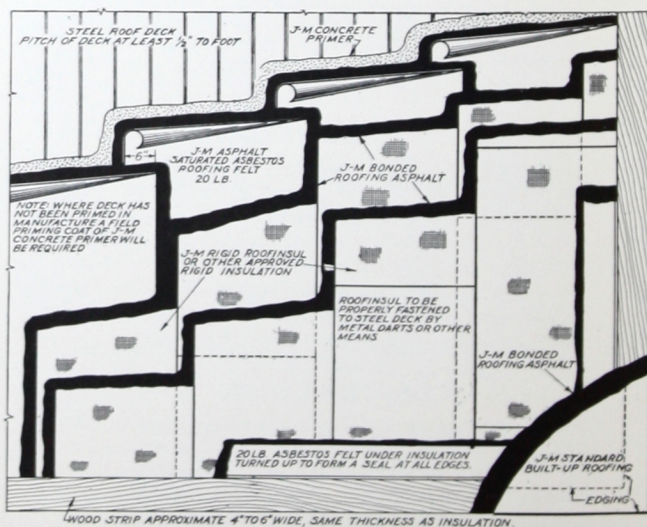 STEEL ROOF DECK
PITCH OF DECK AT LEAST ½" TO FOOT
J-M CONCRETE
PRIMER
6"
J-M ASPHALT
SATURATED ASBESTOS
ROOFING FELT
20 LB.
J-M BONDED
ROOFING ASPHALT
NOTE: WHERE DECK HAS
NOT BEEN PRIMED IN
MANUFACTURE A FIELD
PRIMING COAT OF J-M
CONCRETE PRIMER WILL
BE REQUIRED
J-M RIGID ROOFINSUL
OR OTHER APPROVED
RIGID INSULATION
ROOFINSUL TO BE
PROPERLY FASTENED
TO STEEL DECK BY
METAL DARTS OR OTHER
MEANS
J-M BONDED
ROOFING ASPHALT
20 LB. ASBESTOS FELT UNDER INSULATION
TURNED UP TO FORM A SEAL AT ALL EDGES.
J-M STANDARD
BUILT-UP ROOFING
EDGING
WOOD STRIP APPROXIMATE 4" TO 6" WIDE, SAME THICKNESS AS INSULATION.